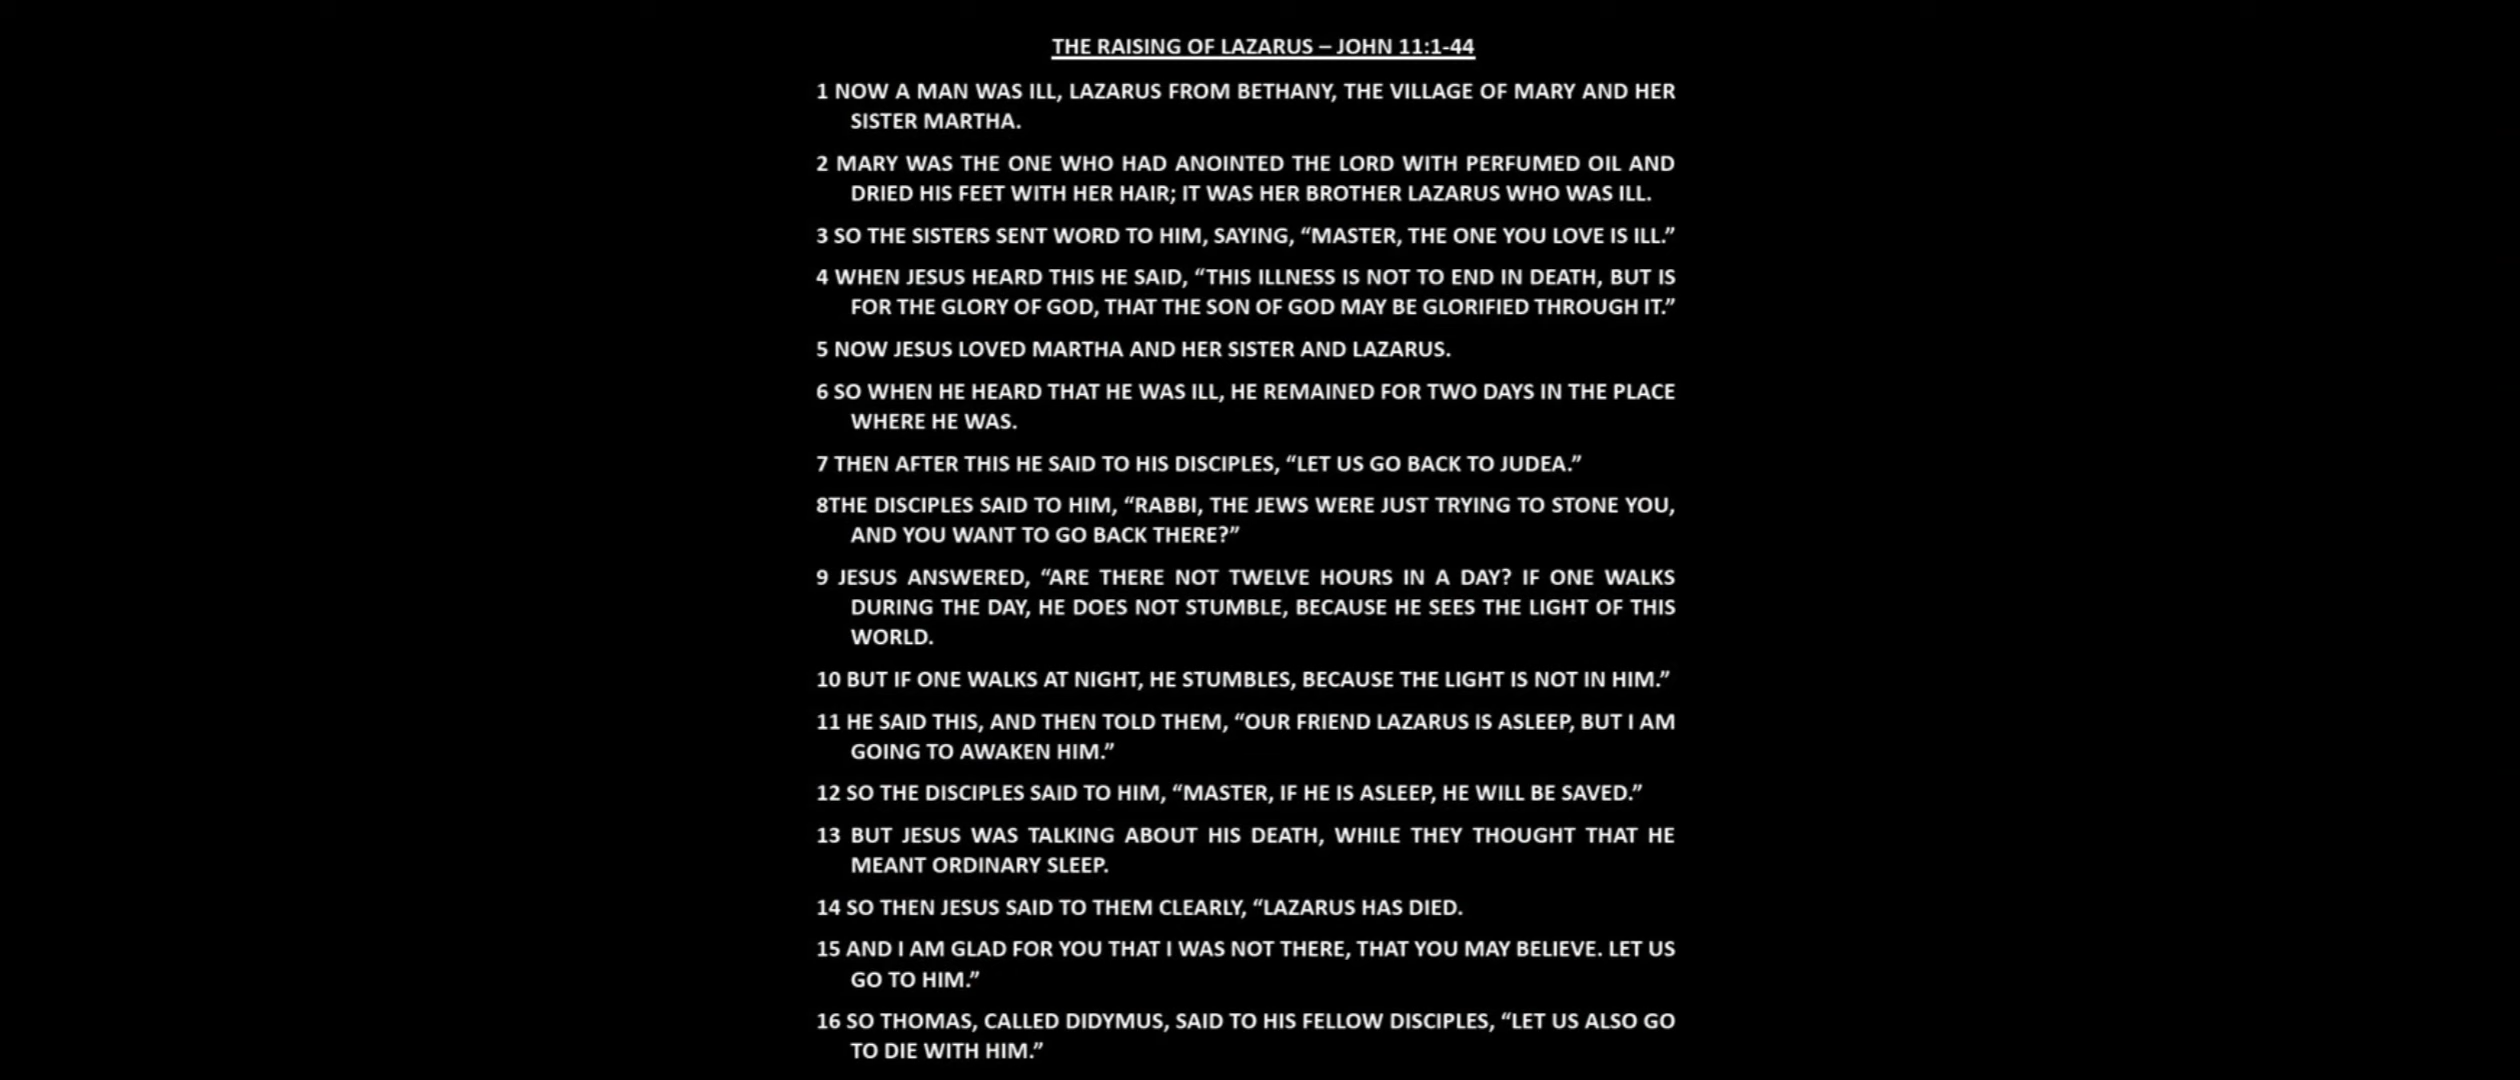 THE RAISING OF LAZARUS – JOHN 11:1-44
1 NOW A MAN WAS ILL, LAZARUS FROM BETHANY, THE VILLAGE OF MARY AND HER
SISTER MARTHA.
2 MARY WAS THE ONE WHO HAD ANOINTED THE LORD WITH PERFUMED OIL AND
DRIED HIS FEET WITH HER HAIR; IT WAS HER BROTHER LAZARUS WHO WAS ILL.
3 SO THE SISTERS SENT WORD TO HIM, SAYING, “MASTER, THE ONE YOU LOVE IS ILL.”
4 WHEN JESUS HEARD THIS HE SAID, “THIS ILLNESS IS NOT TO END IN DEATH, BUT IS
FOR THE GLORY OF GOD, THAT THE SON OF GOD MAY BE GLORIFIED THROUGH IT.”
5 NOW JESUS LOVED MARTHA AND HER SISTER AND LAZARUS.
6 SO WHEN HE HEARD THAT HE WAS ILL, HE REMAINED FOR TWO DAYS IN THE PLACE
WHERE HE WAS.
7 THEN AFTER THIS HE SAID TO HIS DISCIPLES, “LET US GO BACK TO JUDEA.”
8THE DISCIPLES SAID TO HIM, “RABBI, THE JEWS WERE JUST TRYING TO STONE YOU,
AND YOU WANT TO GO BACK THERE?”
9 JESUS ANSWERED, “ARE THERE NOT TWELVE HOURS IN A DAY? IF ONE WALKS
DURING THE DAY, HE DOES NOT STUMBLE, BECAUSE HE SEES THE LIGHT OF THIS
WORLD.
10 BUT IF ONE WALKS AT NIGHT, HE STUMBLES, BECAUSE THE LIGHT IS NOT IN HIM.”
11 HE SAID THIS, AND THEN TOLD THEM, “OUR FRIEND LAZARUS IS ASLEEP, BUT I AM
GOING TO AWAKEN HIM.”
12 SO THE DISCIPLES SAID TO HIM, “MASTER, IF HE IS ASLEEP, HE WILL BE SAVED.”
13 BUT JESUS WAS TALKING ABOUT HIS DEATH, WHILE THEY THOUGHT THAT HE
MEANT ORDINARY SLEEP.
14 SO THEN JESUS SAID TO THEM CLEARLY, “LAZARUS HAS DIED.
15 AND I AM GLAD FOR YOU THAT I WAS NOT THERE, THAT YOU MAY BELIEVE. LET US
GO TO HIM.”
16 SO THOMAS, CALLED DIDYMUS, SAID TO HIS FELLOW DISCIPLES, “LET US ALSO GO
TO DIE WITH HIM.”